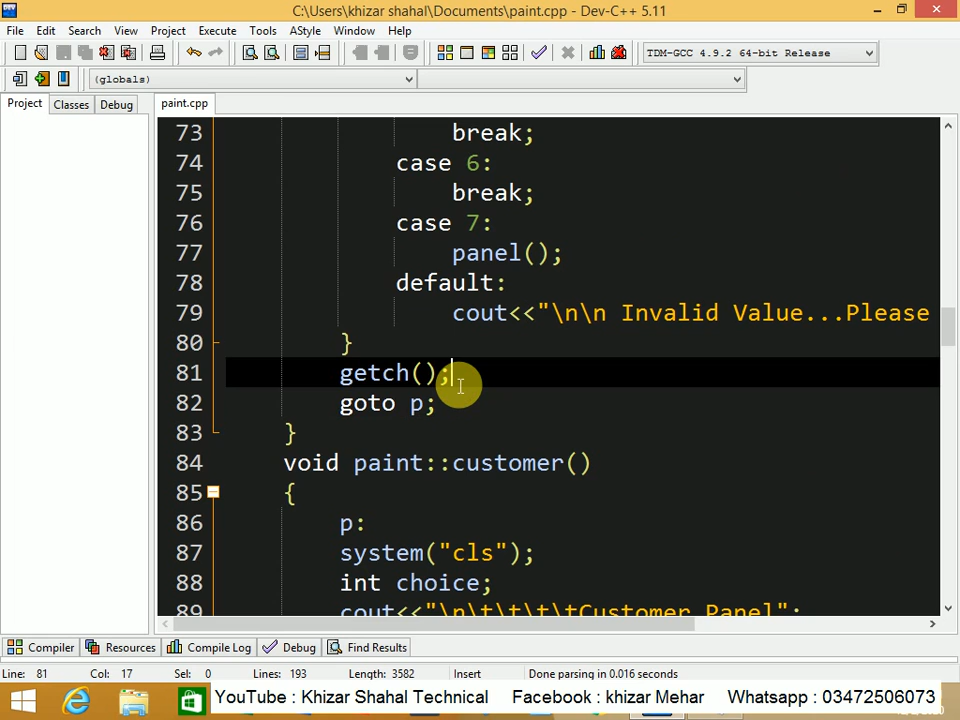 C:\Users\khizar shahal\Documents\paint.cpp - Dev-C++ 5.11
File Edit Search View Project Execute Tools AStyle Window Help
TDM-GCC 4.9.2 64-bit Release
(globals)
Project Classes Debug paint.cpp
73 break;
74 case 6:
75 break;
76 case 7:
77 panel();
78 default:
79 cout<<"\n\n Invalid Value...Please
80 }
81 getch();
82 goto p;
83 }
84 void paint::customer()
85 {
86 p:
87 system("cls");
88 int choice;
89 cout<<"\n\t\t\t\tCustomer Panel";
Compiler Resources Compile Log Debug Find Results
Line: 81 Col: 17 Sel: 0 Lines: 193 Length: 3582 Insert Done parsing in 0.016 seconds
YouTube : Khizar Shahal Technical Facebook : khizar Mehar Whatsapp : 03472506073